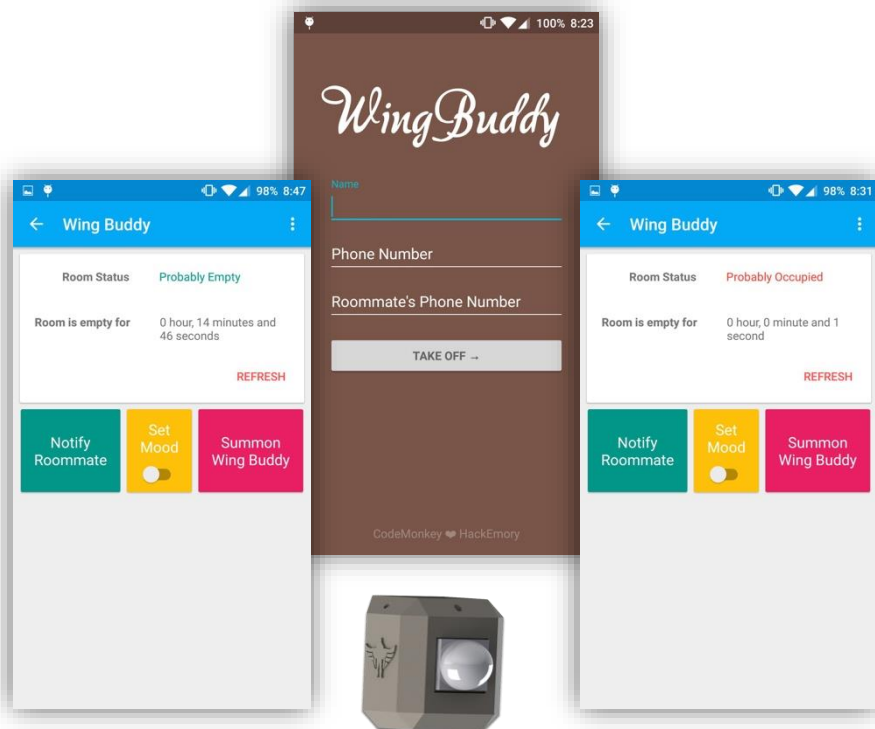 100% 8:23
WingBuddy
Name
Phone Number
Roommate's Phone Number
TAKE OFF →
CodeMonkey ❤ HackEmory
98% 8:47
Wing Buddy
Room Status Probably Empty
Room is empty for 0 hour, 14 minutes and
46 seconds
REFRESH
Notify
Roommate
Set
Mood
Summon
Wing Buddy
98% 8:31
Wing Buddy
Room Status Probably Occupied
Room is empty for 0 hour, 0 minute and 1
second
REFRESH
Notify
Roommate
Set
Mood
Summon
Wing Buddy